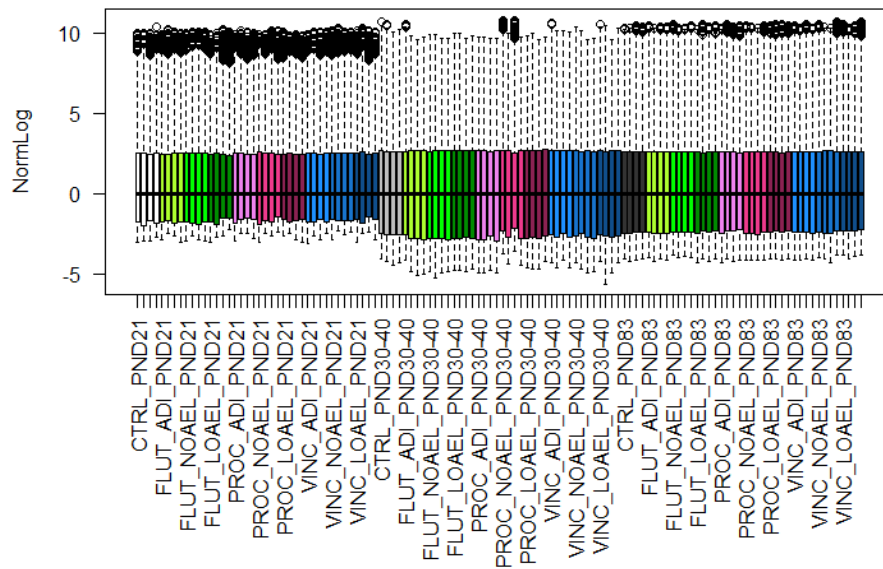 NormLog
10
5
0
-5
CTRL_PND21
FLUT_ADI_PND21
FLUT_NOAEL_PND21
FLUT_LOAEL_PND21
PROC_ADI_PND21
PROC_NOAEL_PND21
PROC_LOAEL_PND21
VINC_ADI_PND21
VINC_NOAEL_PND21
VINC_LOAEL_PND21
CTRL_PND30-40
FLUT_ADI_PND30-40
FLUT_NOAEL_PND30-40
FLUT_LOAEL_PND30-40
PROC_ADI_PND30-40
PROC_NOAEL_PND30-40
PROC_LOAEL_PND30-40
VINC_ADI_PND30-40
VINC_NOAEL_PND30-40
VINC_LOAEL_PND30-40
CTRL_PND83
FLUT_ADI_PND83
FLUT_NOAEL_PND83
FLUT_LOAEL_PND83
PROC_ADI_PND83
PROC_NOAEL_PND83
PROC_LOAEL_PND83
VINC_ADI_PND83
VINC_NOAEL_PND83
VINC_LOAEL_PND83